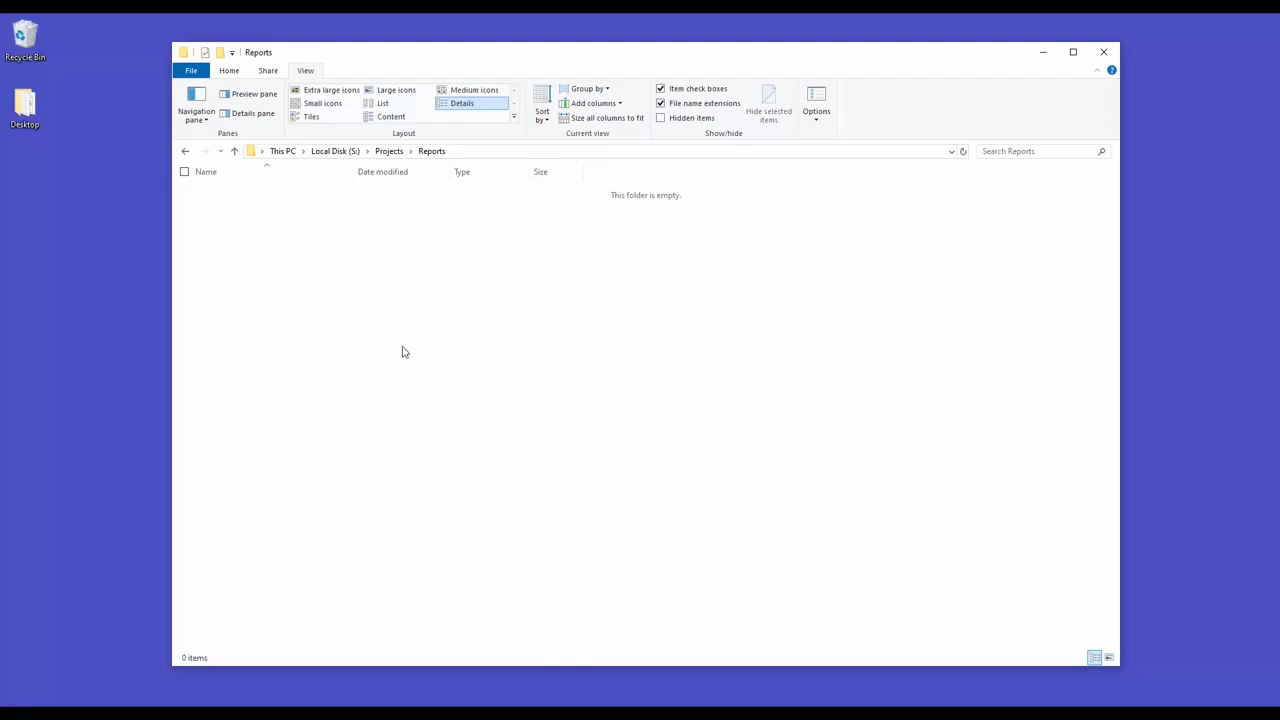 Recycle Bin
Desktop
Reports
File Home Share View
Navigation pane
Preview pane
Details pane
Panes
Extra large icons Large icons Medium icons
Small icons List Details
Tiles Content
Layout
Sort by
Group by
Add columns
Size all columns to fit
Current view
Item check boxes
File name extensions
Hidden items
Hide selected items
Show/hide
Options
This PC Local Disk (S:) Projects Reports
Search Reports
Name Date modified Type Size
This folder is empty.
0 items